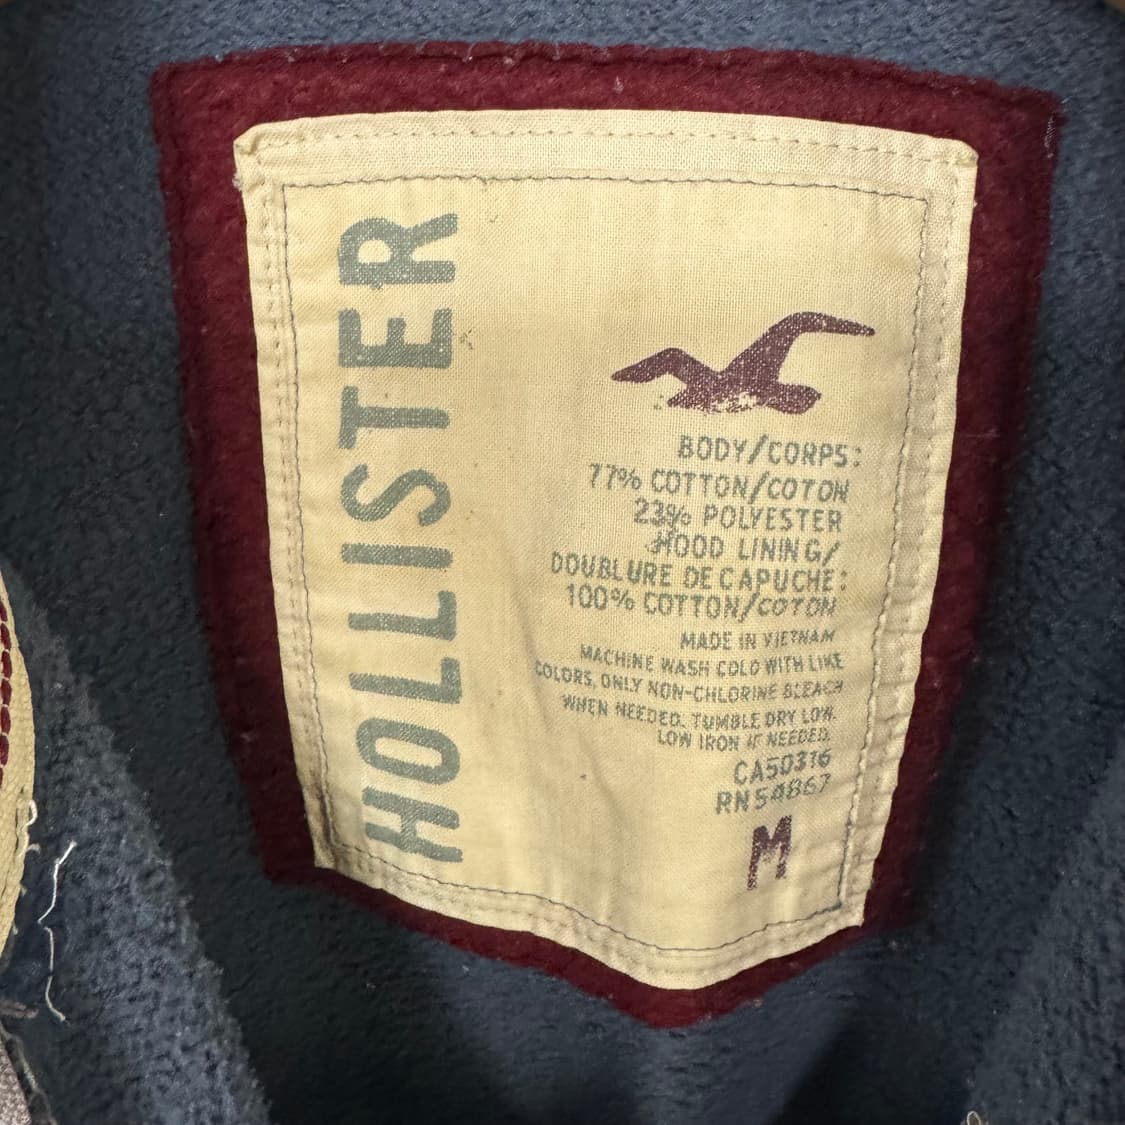 HOLLISTER
BODY/CORPS:
77% COTTON/COTON
23% POLYESTER
HOOD LINING/
DOUBLURE DE CAPUCHE:
100% COTTON/COTON
MADE IN VIETNAM
MACHINE WASH COLD WITH LIKE
COLORS, ONLY NON-CHLORINE BLEACH
WHEN NEEDED. TUMBLE DRY LOW.
LOW IRON IF NEEDED.
CA50316
RN54867
M